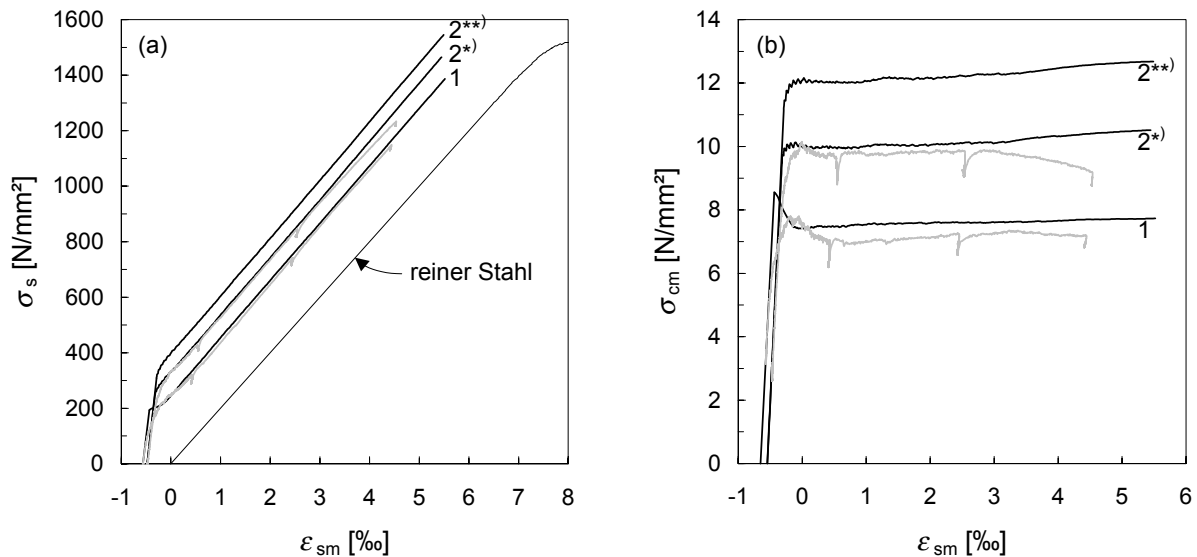 (a)
σs [N/mm²]
1600
1400
1200
1000
800
600
400
200
0
-1 0 1 2 3 4 5 6 7 8
εsm [‰]
2**)
2*)
1
reiner Stahl
(b)
σcm [N/mm²]
14
12
10
8
6
4
2
0
-1 0 1 2 3 4 5 6
εsm [‰]
2**)
2*)
1